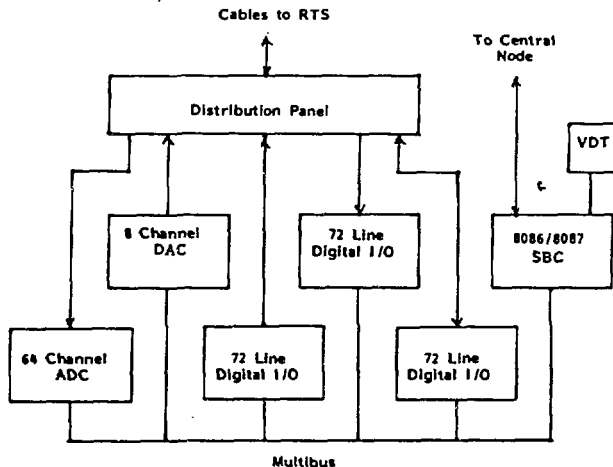 Cables to RTS
To Central
Node
Distribution Panel
VDT
8 Channel
DAC
72 Line
Digital I/O
8086/8087
SBC
64 Channel
ADC
72 Line
Digital I/O
72 Line
Digital I/O
Multibus